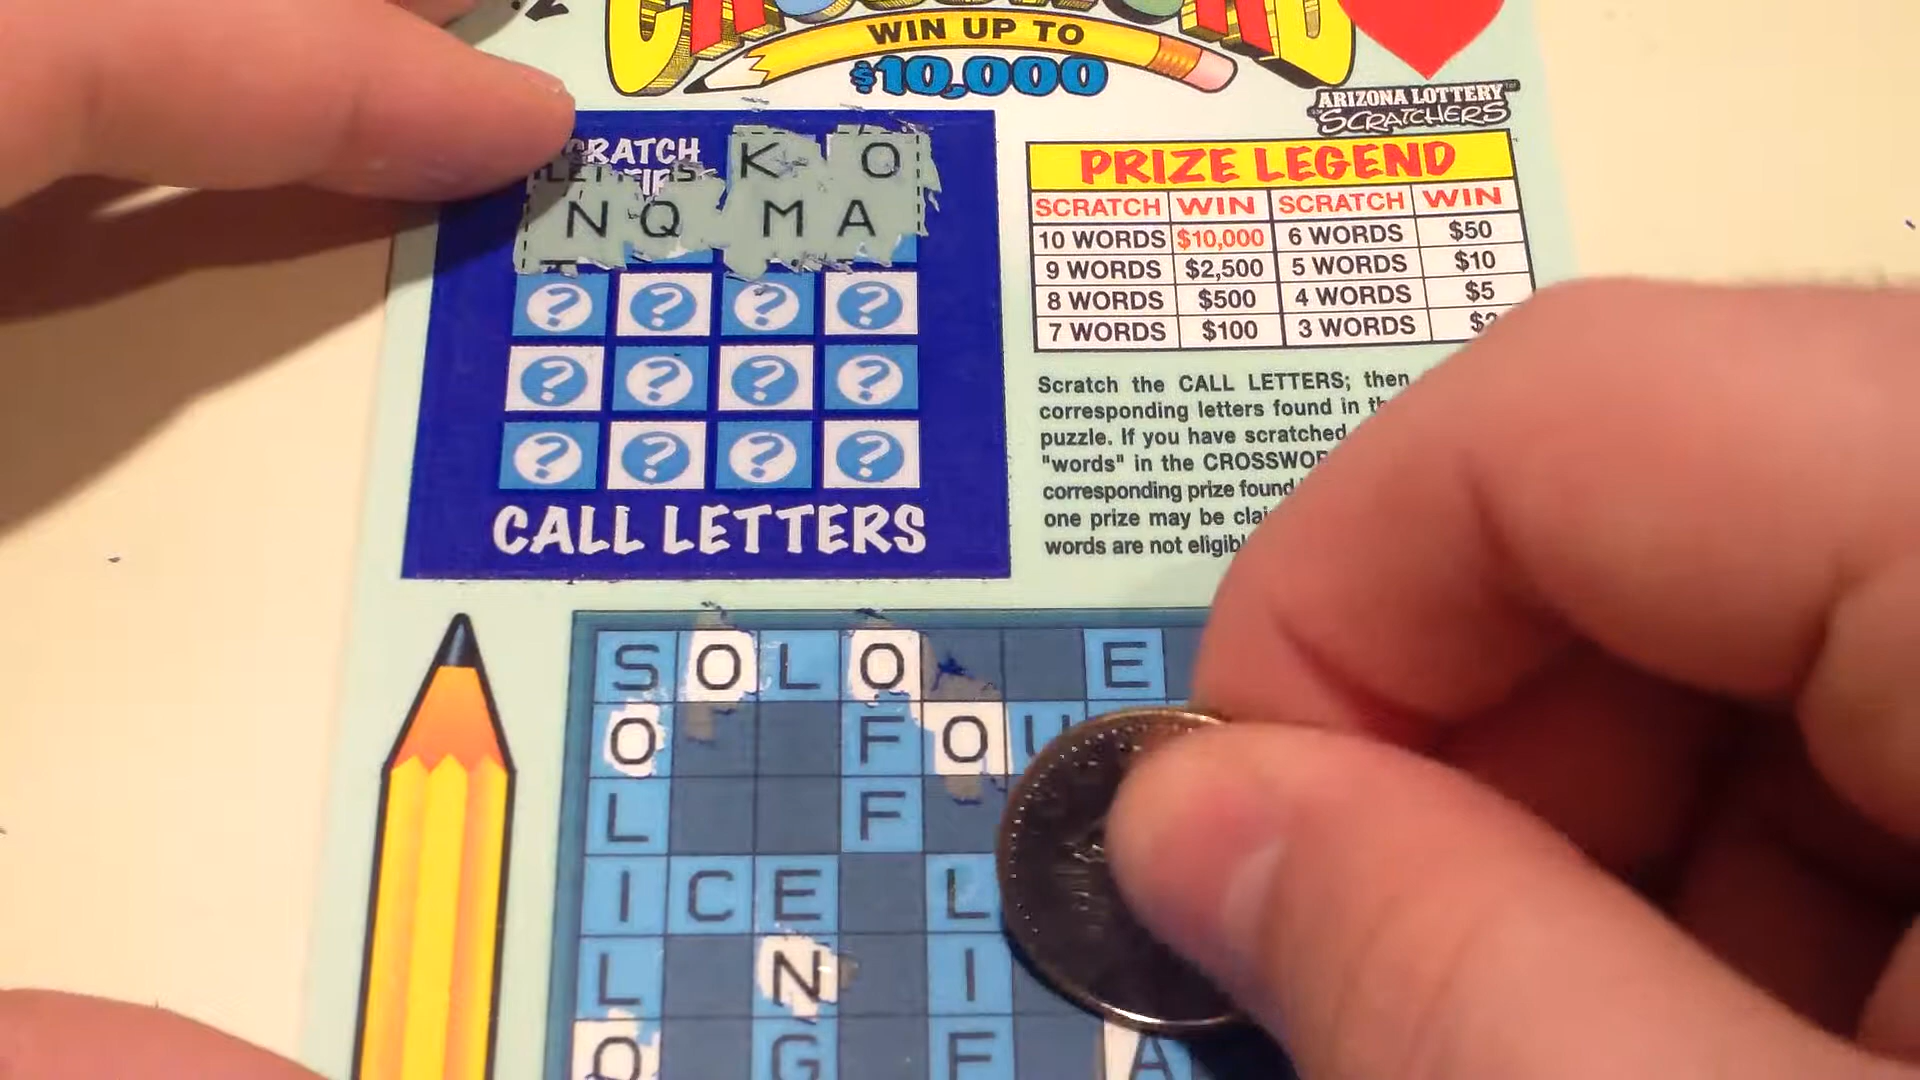 WIN UP TO
$10,000
ARIZONA LOTTERY
SCRATCHERS
K O
N Q M A
? ? ? ?
? ? ? ?
? ? ? ?
CALL LETTERS
PRIZE LEGEND
SCRATCH WIN SCRATCH WIN
10 WORDS $10,000 6 WORDS $50
9 WORDS $2,500 5 WORDS $10
8 WORDS $500 4 WORDS $5
7 WORDS $100 3 WORDS
Scratch the CALL LETTERS; then
corresponding letters found in
puzzle. If you have scratched
"words" in the
corresponding prize found
one prize may be
words are not
S O L O E
O F O U
L F
I C E L
L N I
O G F A